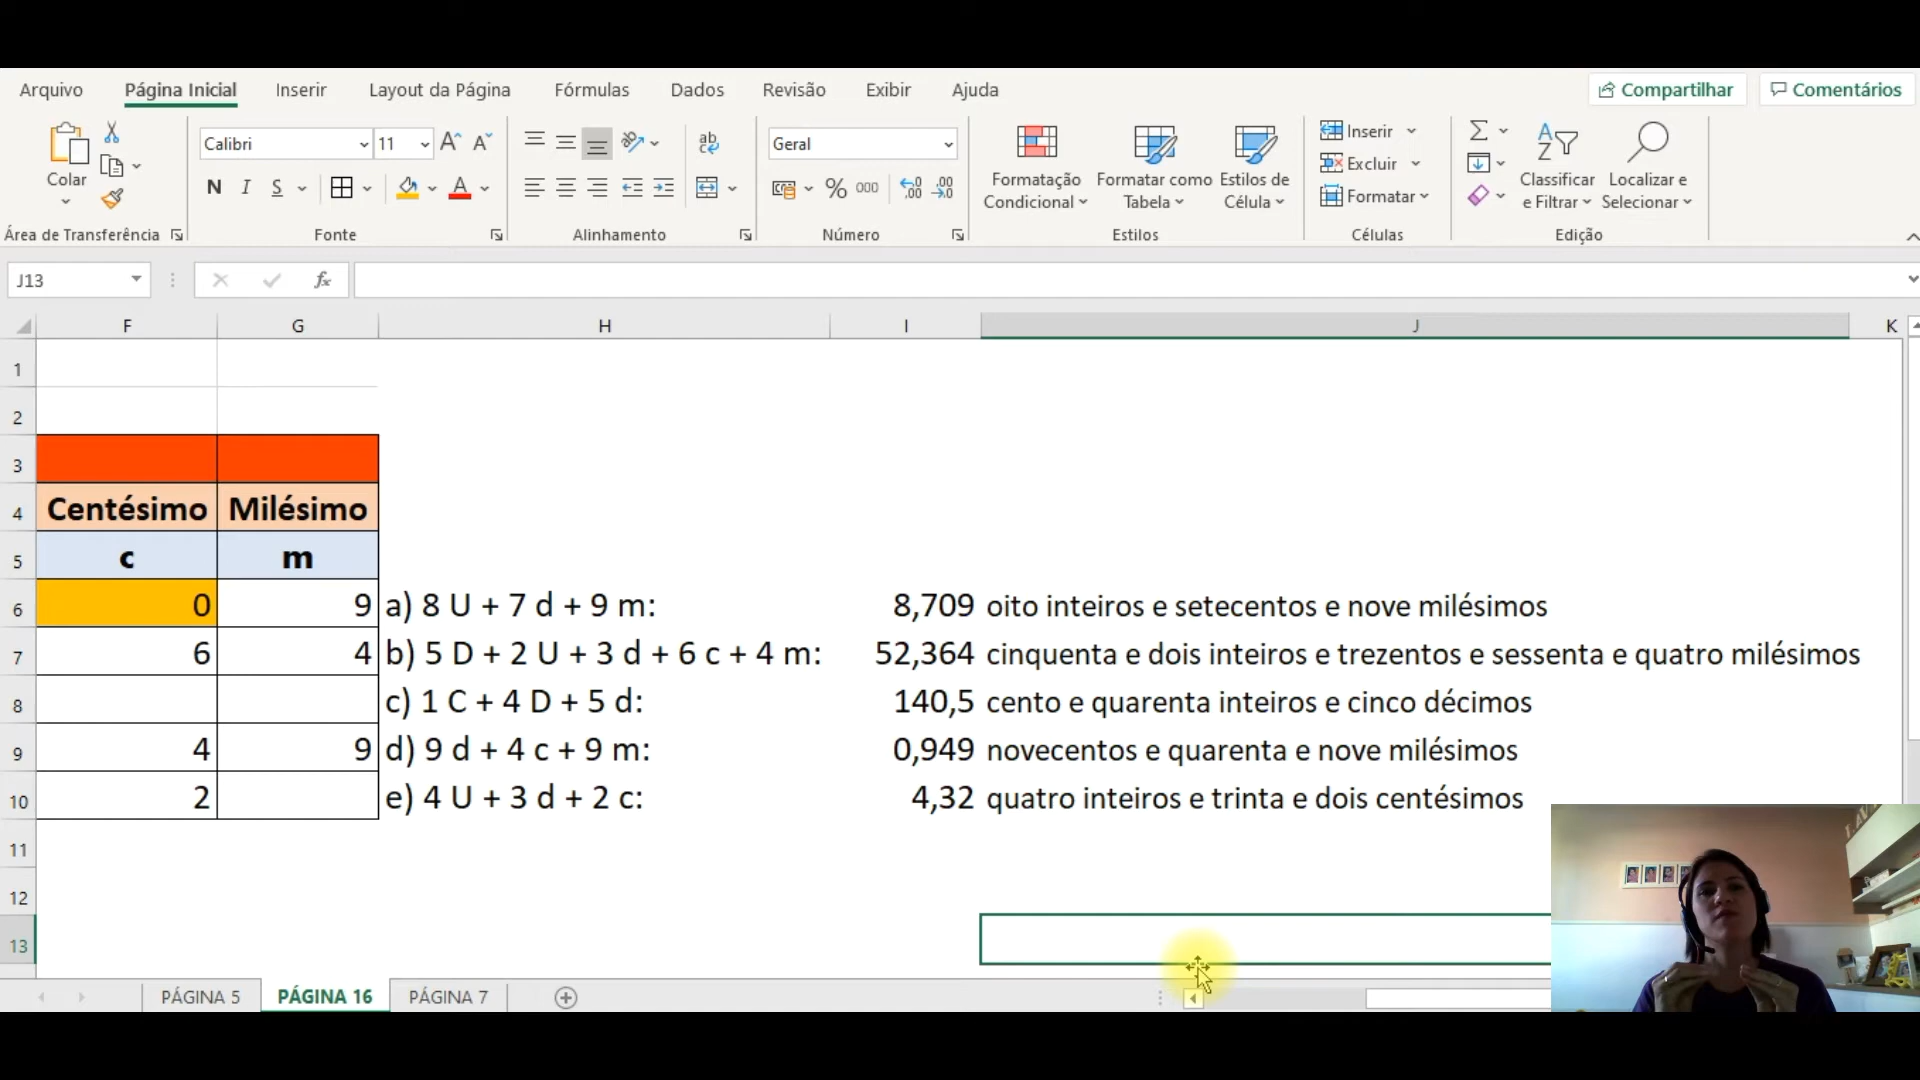 Arquivo Página Inicial Inserir Layout da Página Fórmulas Dados Revisão Exibir Ajuda Compartilhar Comentários
Colar
Área de Transferência
Calibri 11
N I S
Fonte
ab
Alinhamento
Geral
% 000
Número
Formatação Condicional
Formatar como Tabela
Estilos de Célula
Estilos
Inserir
Excluir
Formatar
Células
Classificar e Filtrar
Localizar e Selecionar
Edição
J13 fx
F G H I J K
1
2
3
4 Centésimo Milésimo
5 c m
6 0 9 a) 8 U + 7 d + 9 m: 8,709 oito inteiros e setecentos e nove milésimos
7 6 4 b) 5 D + 2 U + 3 d + 6 c + 4 m: 52,364 cinquenta e dois inteiros e trezentos e sessenta e quatro milésimos
8 c) 1 C + 4 D + 5 d: 140,5 cento e quarenta inteiros e cinco décimos
9 4 9 d) 9 d + 4 c + 9 m: 0,949 novecentos e quarenta e nove milésimos
10 2 e) 4 U + 3 d + 2 c: 4,32 quatro inteiros e trinta e dois centésimos
11
12
13
PÁGINA 5 PÁGINA 16 PÁGINA 7